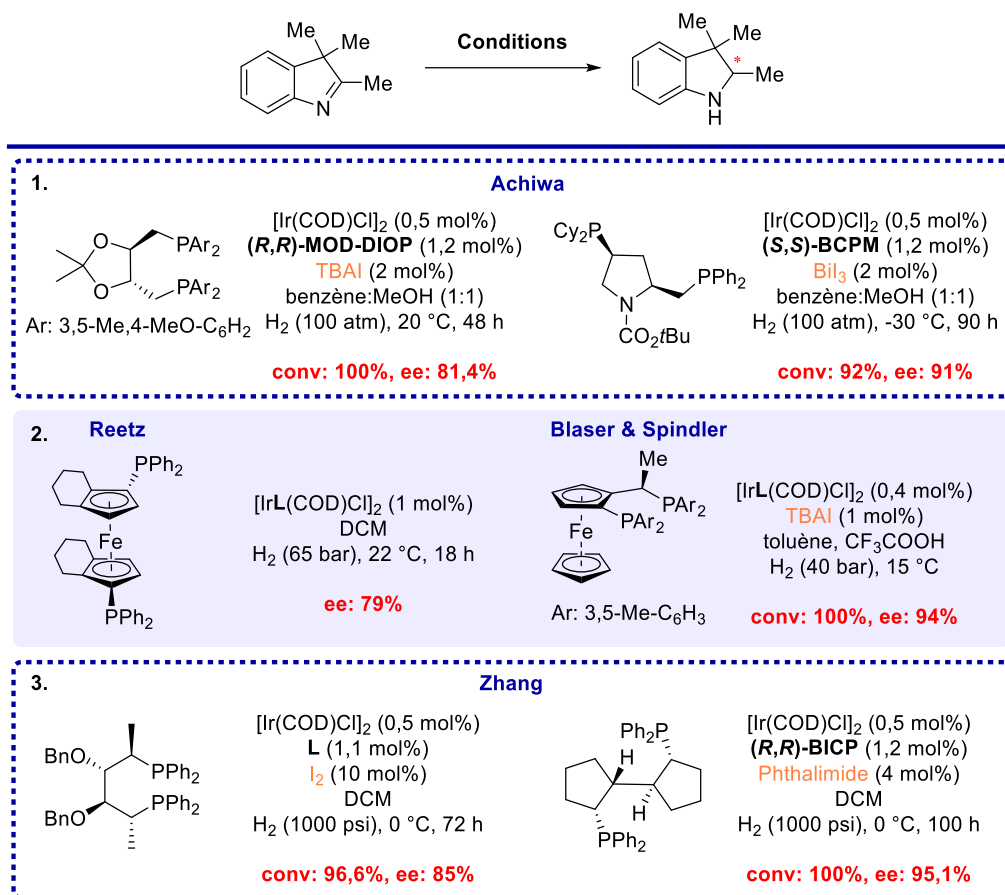 Me
Me
Me
N
Conditions
Me
Me
*
Me
N
H
1.
Achiwa
O
O
PAr2
PAr2
Ar: 3,5-Me,4-MeO-C6H2
[Ir(COD)Cl]2 (0,5 mol%)
(R,R)-MOD-DIOP (1,2 mol%)
TBAI (2 mol%)
benzène:MeOH (1:1)
H2 (100 atm), 20 °C, 48 h
conv: 100%, ee: 81,4%
Cy2P
PPh2
N
CO2tBu
[Ir(COD)Cl]2 (0,5 mol%)
(S,S)-BCPM (1,2 mol%)
BiI3 (2 mol%)
benzène:MeOH (1:1)
H2 (100 atm), -30 °C, 90 h
conv: 92%, ee: 91%
2.
Reetz
PPh2
Fe
PPh2
[IrL(COD)Cl]2 (1 mol%)
DCM
H2 (65 bar), 22 °C, 18 h
ee: 79%
Blaser & Spindler
Me
PAr2
PAr2
Fe
Ar: 3,5-Me-C6H3
[IrL(COD)Cl]2 (0,4 mol%)
TBAI (1 mol%)
toluène, CF3COOH
H2 (40 bar), 15 °C
conv: 100%, ee: 94%
3.
Zhang
BnO
PPh2
BnO
PPh2
[Ir(COD)Cl]2 (0,5 mol%)
L (1,1 mol%)
I2 (10 mol%)
DCM
H2 (1000 psi), 0 °C, 72 h
conv: 96,6%, ee: 85%
Ph2P
H
H
PPh2
[Ir(COD)Cl]2 (0,5 mol%)
(R,R)-BICP (1,2 mol%)
Phthalimide (4 mol%)
DCM
H2 (1000 psi), 0 °C, 100 h
conv: 100%, ee: 95,1%